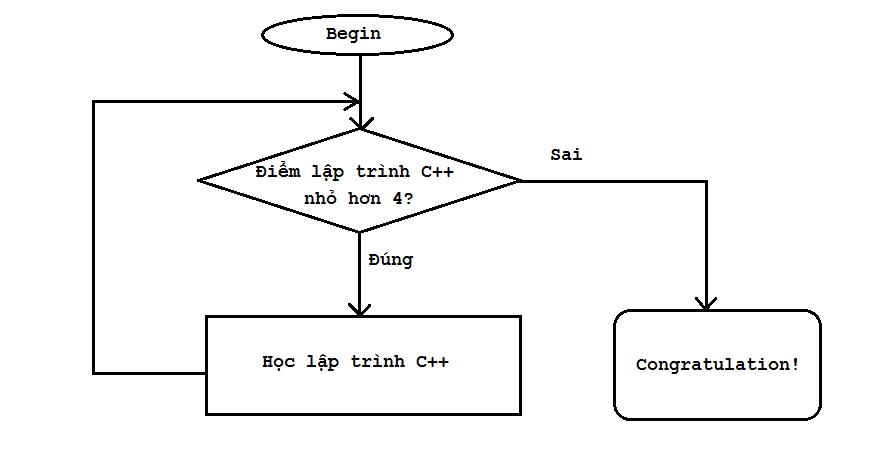 Begin
Điểm lập trình C++
nhỏ hơn 4?
Sai
Đúng
Học lập trình C++
Congratulation!